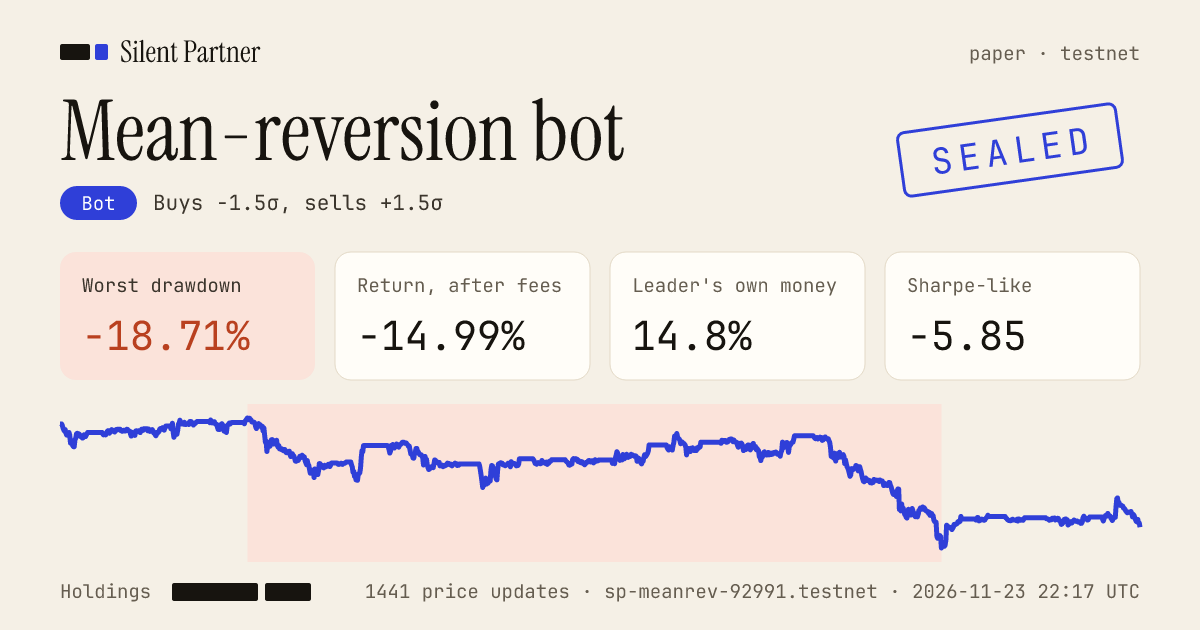 Silent Partner
paper · testnet
Mean-reversion bot
SEALED
Bot
Buys -1.5σ, sells +1.5σ
Worst drawdown
-18.71%
Return, after fees
-14.99%
Leader's own money
14.8%
Sharpe-like
-5.85
Holdings
1441 price updates · sp-meanrev-92991.testnet · 2026-11-23 22:17 UTC